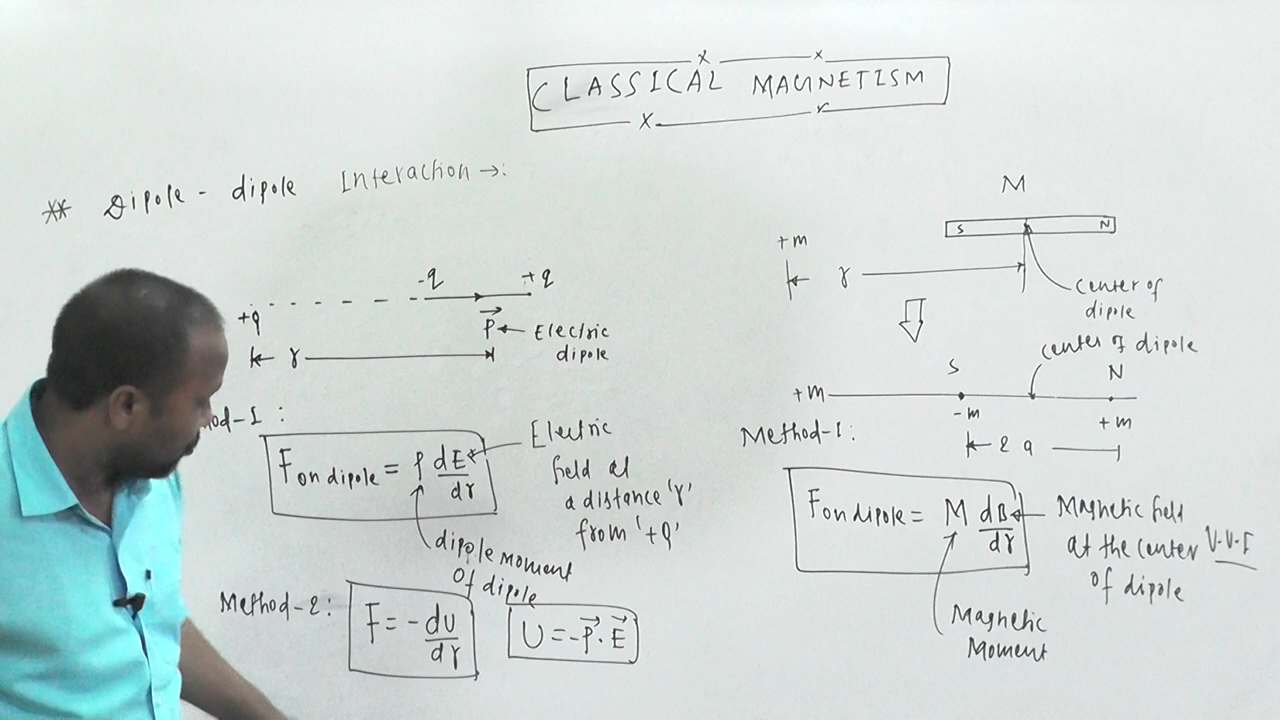 CLASSICAL MAGNETISM
** Dipole - dipole Interaction →:
-q +q
+q
r
P⃗ ← Electric
dipole
Method-1:
F on dipole = p dE/dr
Electric
field at
a distance 'r'
from '+q'
dipole moment
Of dipole
Method-2:
F = - dU/dr
U = -P⃗ . E⃗
M
S N
+m
r
center of
dipole
center of dipole
S
N
+m
-m
+m
2a
Method-1:
F on dipole = M dB/dr
Magnetic field
at the center V.V.I
of dipole
Magnetic
Moment